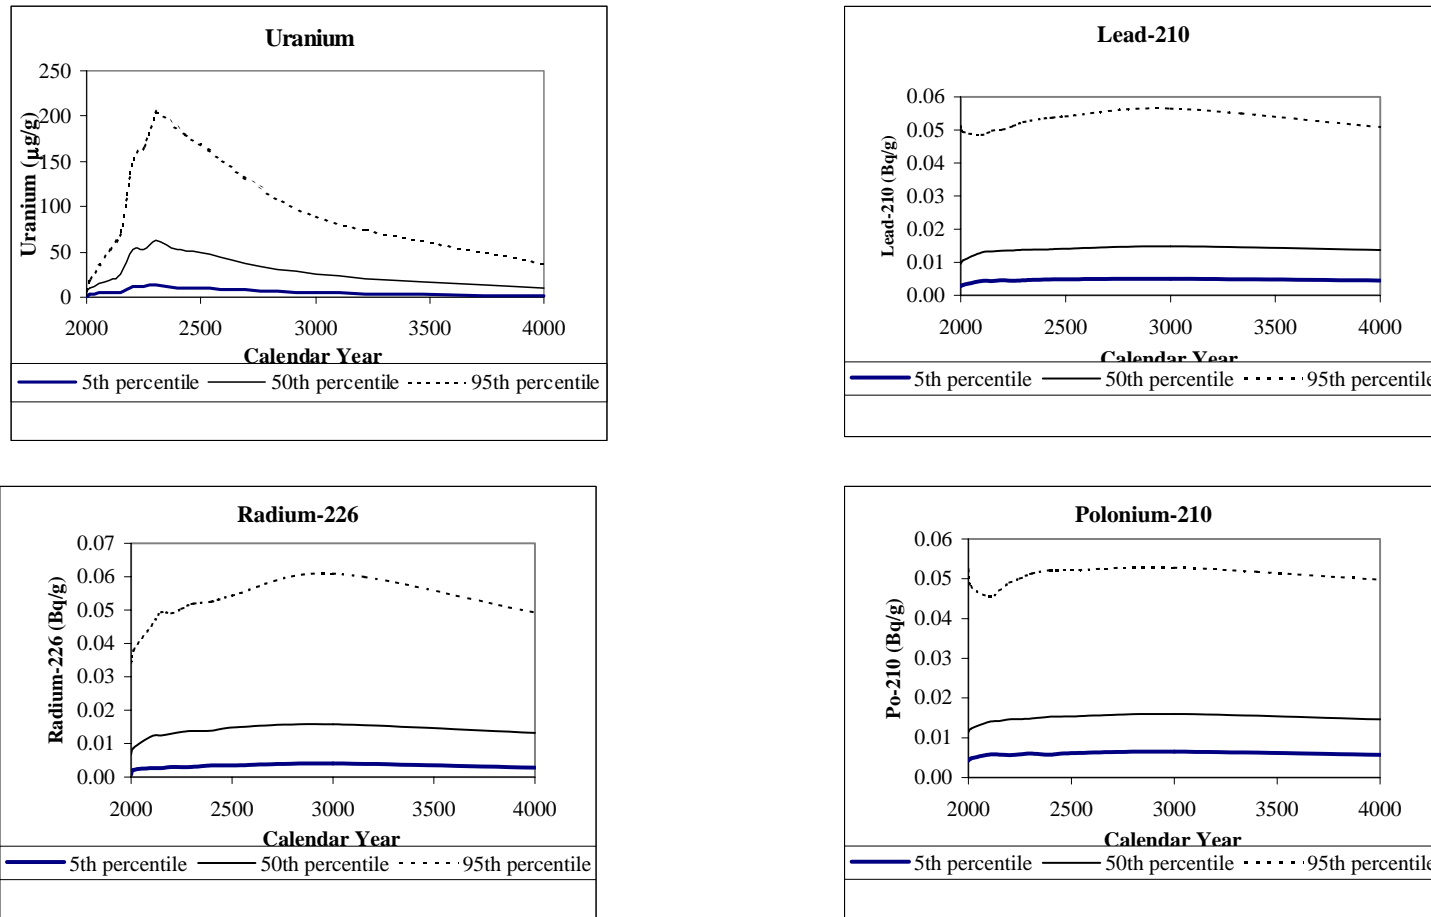 Uranium
Uranium (µg/g)
250
200
150
100
50
0
2000 2500 3000 3500 4000
Calendar Year
5th percentile 50th percentile 95th percentile
Lead-210
Lead-210 (Bq/g)
0.06
0.05
0.04
0.03
0.02
0.01
0.00
2000 2500 3000 3500 4000
Calendar Year
5th percentile 50th percentile 95th percentile
Radium-226
Radium-226 (Bq/g)
0.07
0.06
0.05
0.04
0.03
0.02
0.01
0.00
2000 2500 3000 3500 4000
Calendar Year
5th percentile 50th percentile 95th percentile
Polonium-210
Po-210 (Bq/g)
0.06
0.05
0.04
0.03
0.02
0.01
0.00
2000 2500 3000 3500 4000
Calendar Year
5th percentile 50th percentile 95th percentile